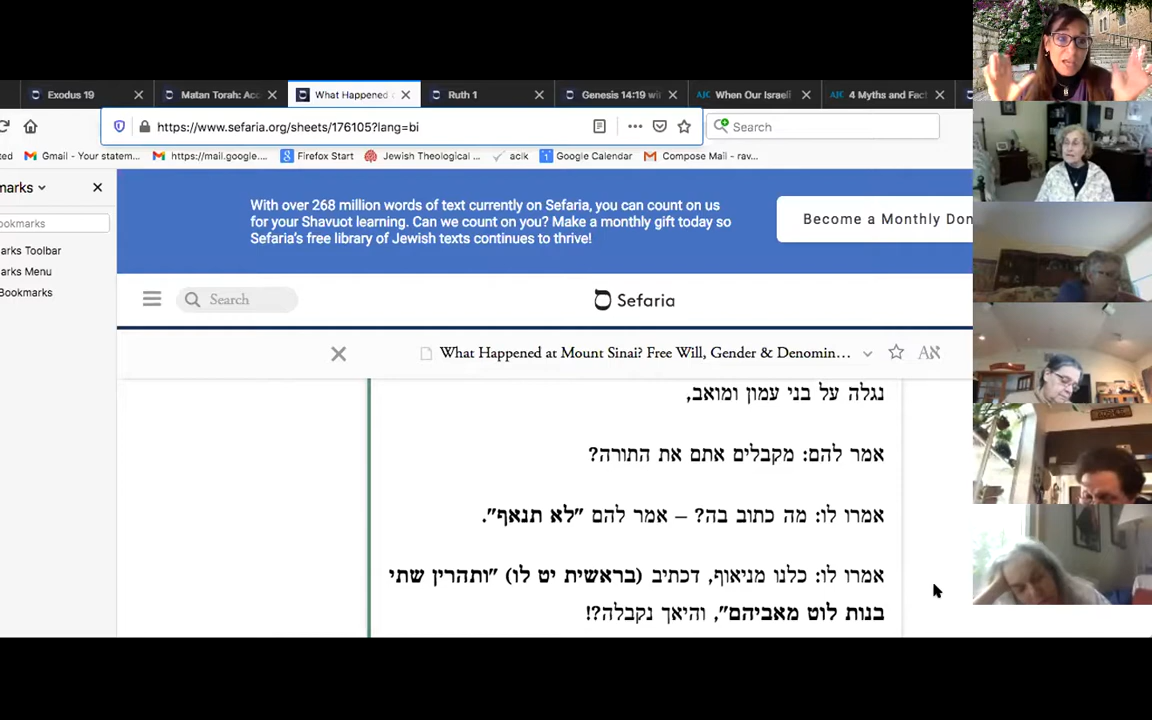 Exodus 19
Matan Torah: Acc
What Happened
Ruth 1
Genesis 14:19 wi
AJC When Our Israeli
AJC 4 Myths and Fact
https://www.sefaria.org/sheets/176105?lang=bi
Search
ted
Gmail - Your statem...
https://mail.google....
Firefox Start
Jewish Theological ...
acik
Google Calendar
Compose Mail - rav...
marks
ookmarks
arks Toolbar
arks Menu
Bookmarks
With over 268 million words of text currently on Sefaria, you can count on us
for your Shavuot learning. Can we count on you? Make a monthly gift today so
Sefaria's free library of Jewish texts continues to thrive!
Become a Monthly Don
Search
Sefaria
What Happened at Mount Sinai? Free Will, Gender & Denomin...
נגלה על בני עמון ומואב,
אמר להם: מקבלים אתם את התורה?
אמרו לו: מה כתוב בה? – אמר להם "לא תנאף".
אמרו לו: כלנו מניאוף, דכתיב (בראשית יט לו) "ותהרין שתי
בנות לוט מאביהם", והיאך נקבלה?!